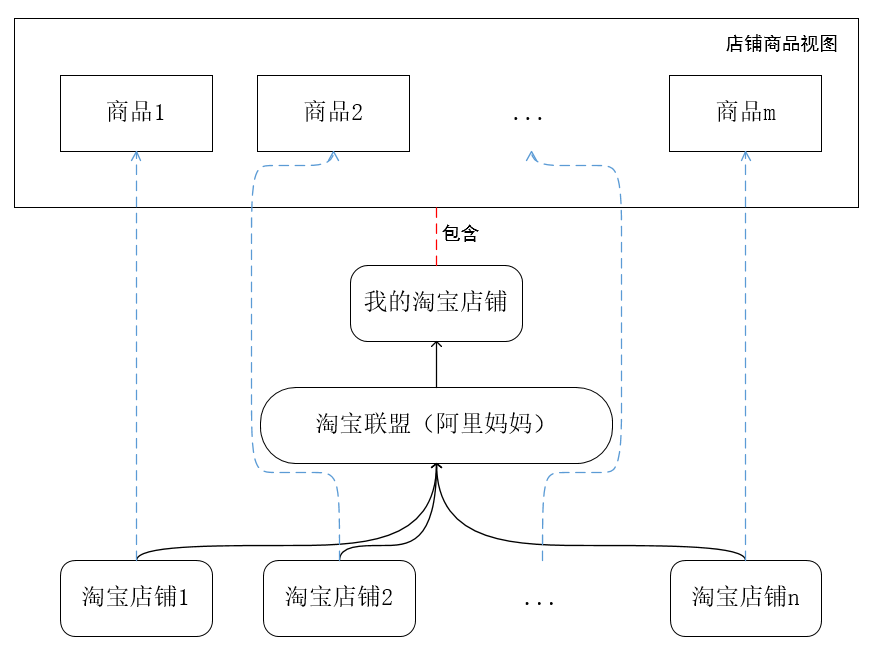 店铺商品视图
商品1
商品2
...
商品m
包含
我的淘宝店铺
淘宝联盟（阿里妈妈）
淘宝店铺1
淘宝店铺2
...
淘宝店铺n